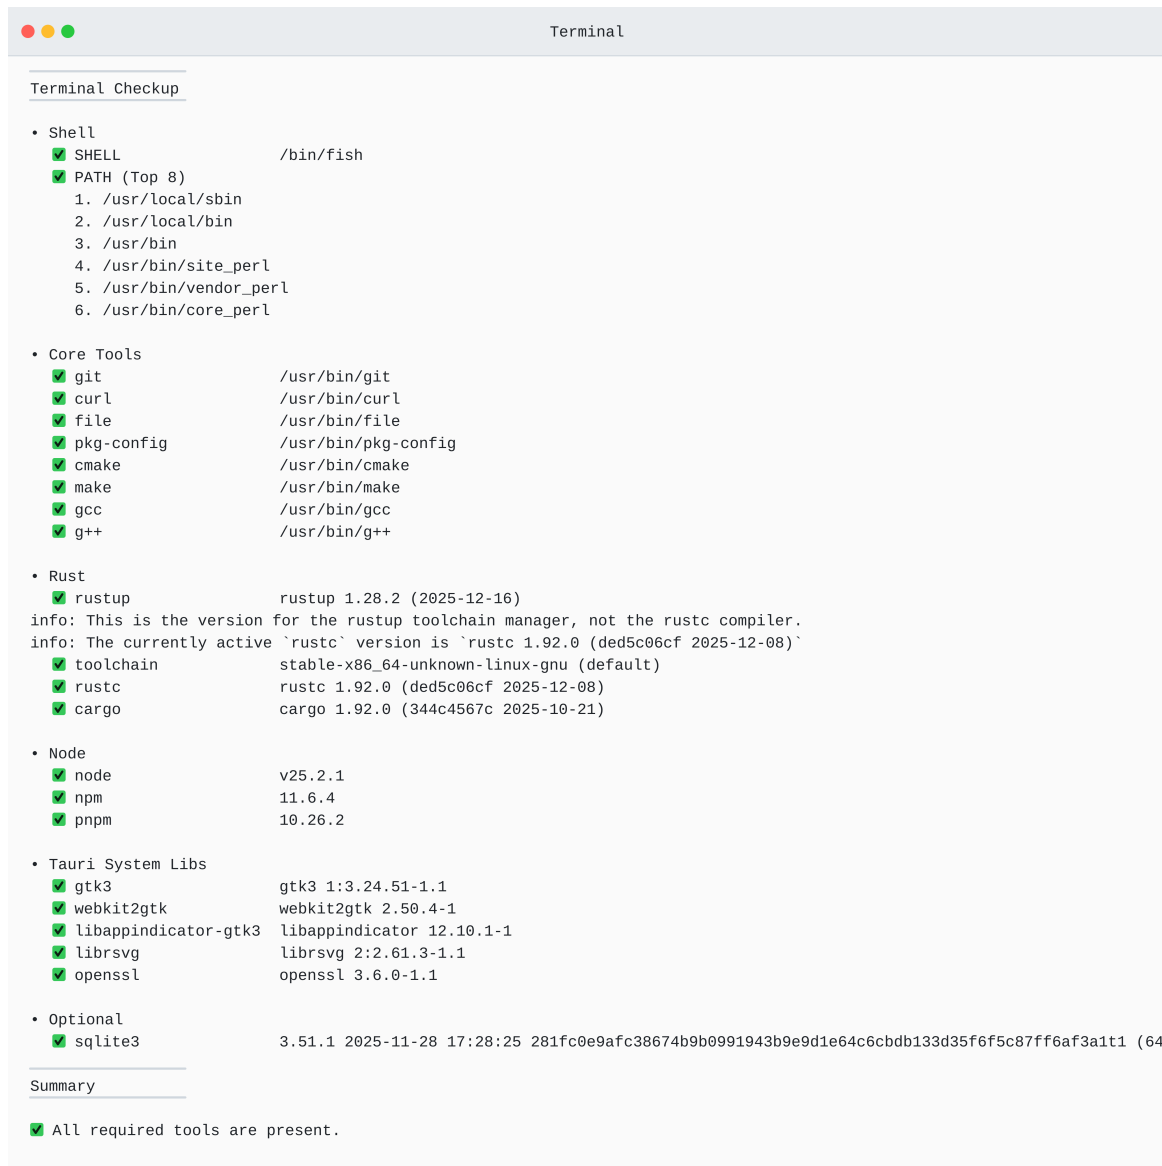 Terminal
Terminal Checkup
• Shell
✅ SHELL /bin/fish
✅ PATH (Top 8)
1. /usr/local/sbin
2. /usr/local/bin
3. /usr/bin
4. /usr/bin/site_perl
5. /usr/bin/vendor_perl
6. /usr/bin/core_perl
• Core Tools
✅ git /usr/bin/git
✅ curl /usr/bin/curl
✅ file /usr/bin/file
✅ pkg-config /usr/bin/pkg-config
✅ cmake /usr/bin/cmake
✅ make /usr/bin/make
✅ gcc /usr/bin/gcc
✅ g++ /usr/bin/g++
• Rust
✅ rustup rustup 1.28.2 (2025-12-16)
info: This is the version for the rustup toolchain manager, not the rustc compiler.
info: The currently active `rustc` version is `rustc 1.92.0 (ded5c06cf 2025-12-08)`
✅ toolchain stable-x86_64-unknown-linux-gnu (default)
✅ rustc rustc 1.92.0 (ded5c06cf 2025-12-08)
✅ cargo cargo 1.92.0 (344c4567c 2025-10-21)
• Node
✅ node v25.2.1
✅ npm 11.6.4
✅ pnpm 10.26.2
• Tauri System Libs
✅ gtk3 gtk3 1:3.24.51-1.1
✅ webkit2gtk webkit2gtk 2.50.4-1
✅ libappindicator-gtk3 libappindicator 12.10.1-1
✅ librsvg librsvg 2:2.61.3-1.1
✅ openssl openssl 3.6.0-1.1
• Optional
✅ sqlite3 3.51.1 2025-11-28 17:28:25 281fc0e9afc38674b9b0991943b9e9d1e64c6cbdb133d35f6f5c87ff6af3a1t1 (64
Summary
✅ All required tools are present.